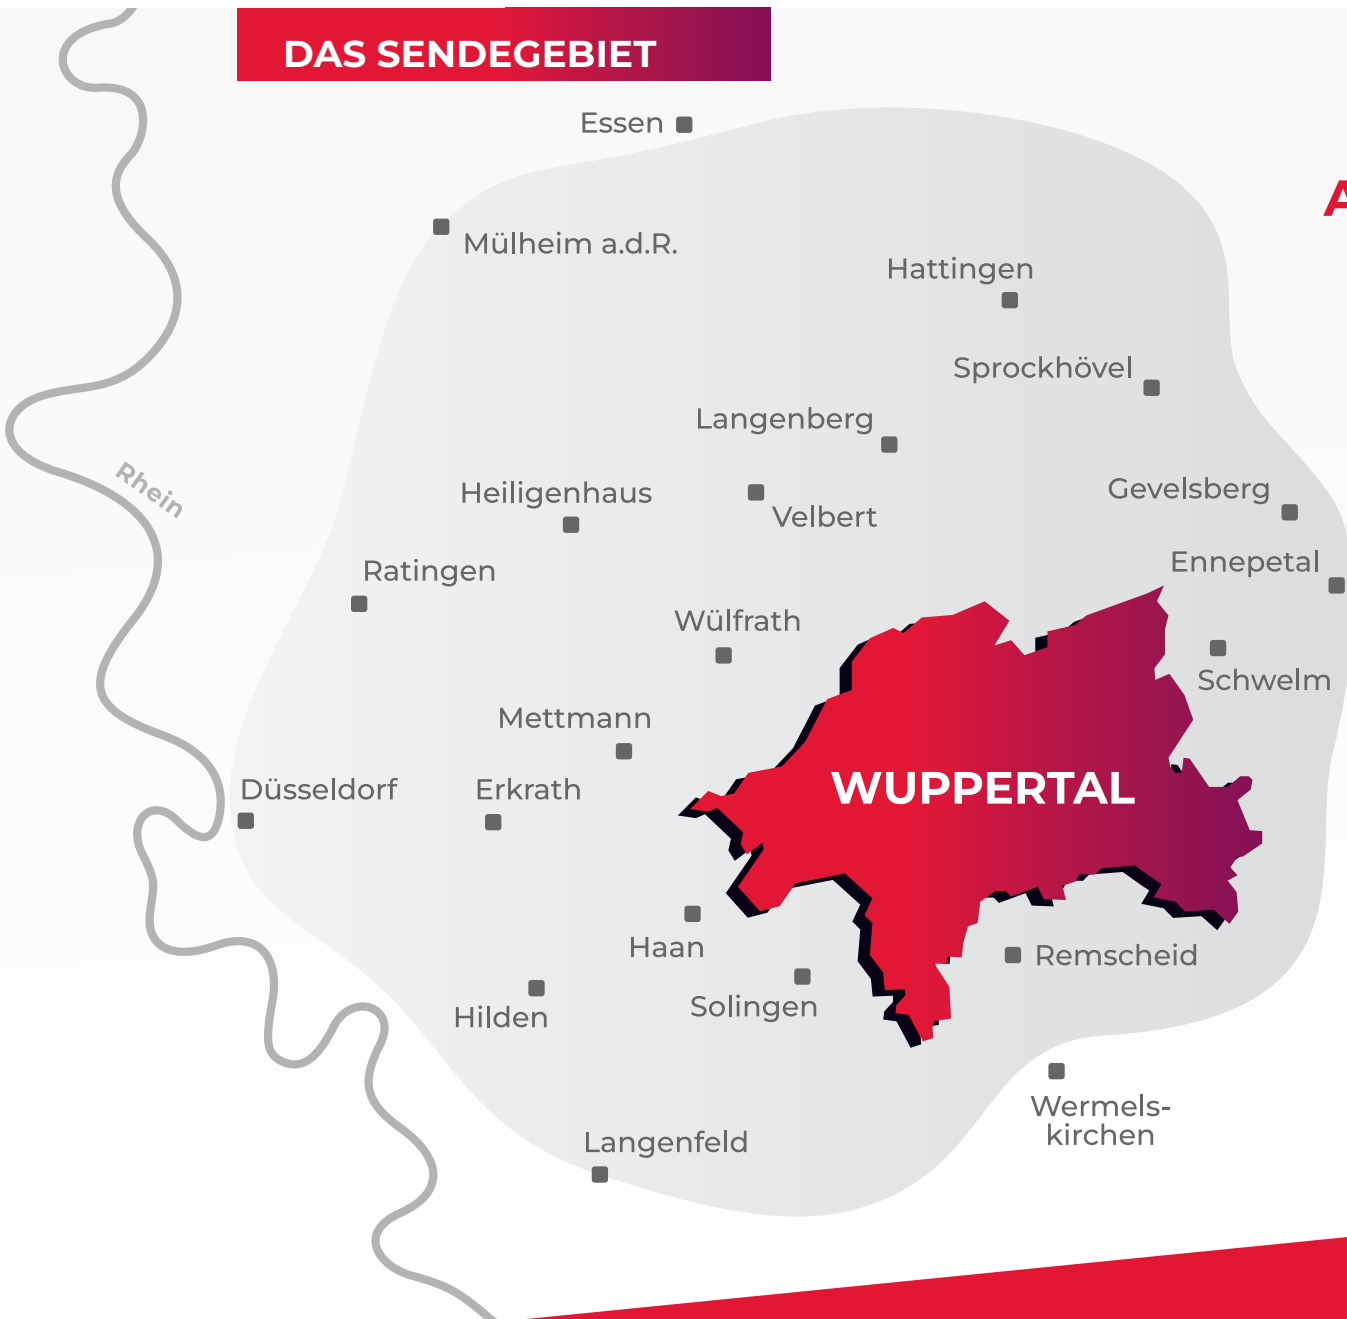 DAS SENDEGEBIET
Essen
A
Mülheim a.d.R.
Hattingen
Sprockhövel
Langenberg
Rhein
Heiligenhaus
Gevelsberg
Velbert
Ennepetal
Ratingen
Wülfrath
Schwelm
Mettmann
Düsseldorf
Erkrath
WUPPERTAL
Haan
Remscheid
Solingen
Hilden
Wermels-
kirchen
Langenfeld